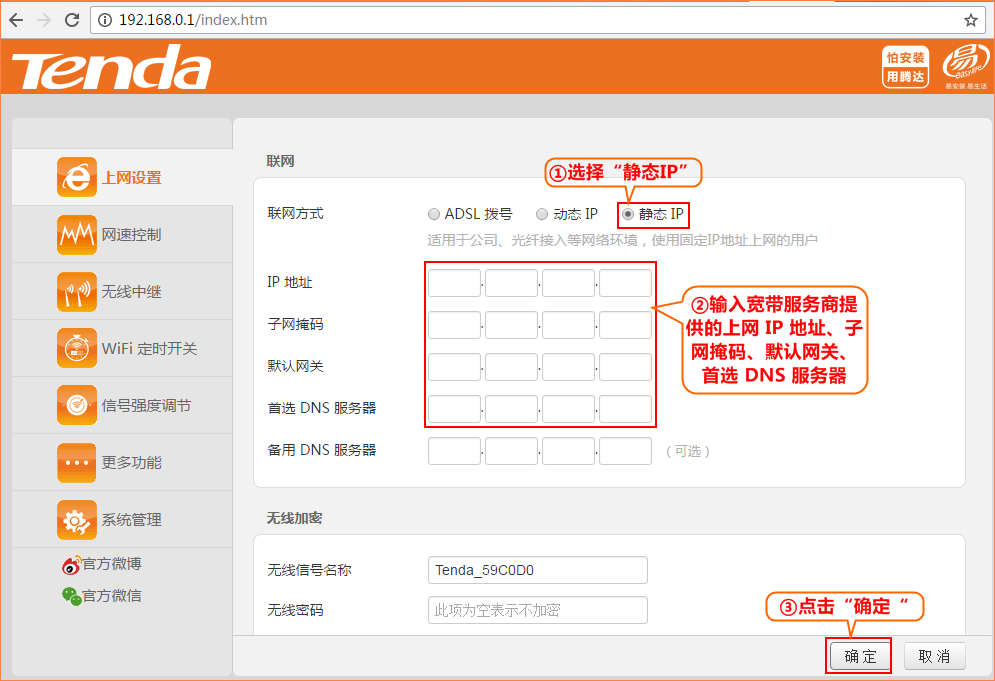 192.168.0.1/index.htm
Tenda
怕安装
用腾达
易
easylife
易安装 易生活
上网设置
网速控制
无线中继
WiFi 定时开关
信号强度调节
更多功能
系统管理
官方微博
官方微信
联网
①选择“静态IP”
联网方式
ADSL 拨号
动态 IP
静态 IP
适用于公司、光纤接入等网络环境，使用固定IP地址上网的用户
IP 地址
子网掩码
默认网关
首选 DNS 服务器
备用 DNS 服务器
（可选）
②输入宽带服务商提
供的上网 IP 地址、子
网掩码、默认网关、
首选 DNS 服务器
无线加密
无线信号名称
Tenda_59C0D0
无线密码
此项为空表示不加密
③点击“确定“
确 定
取 消